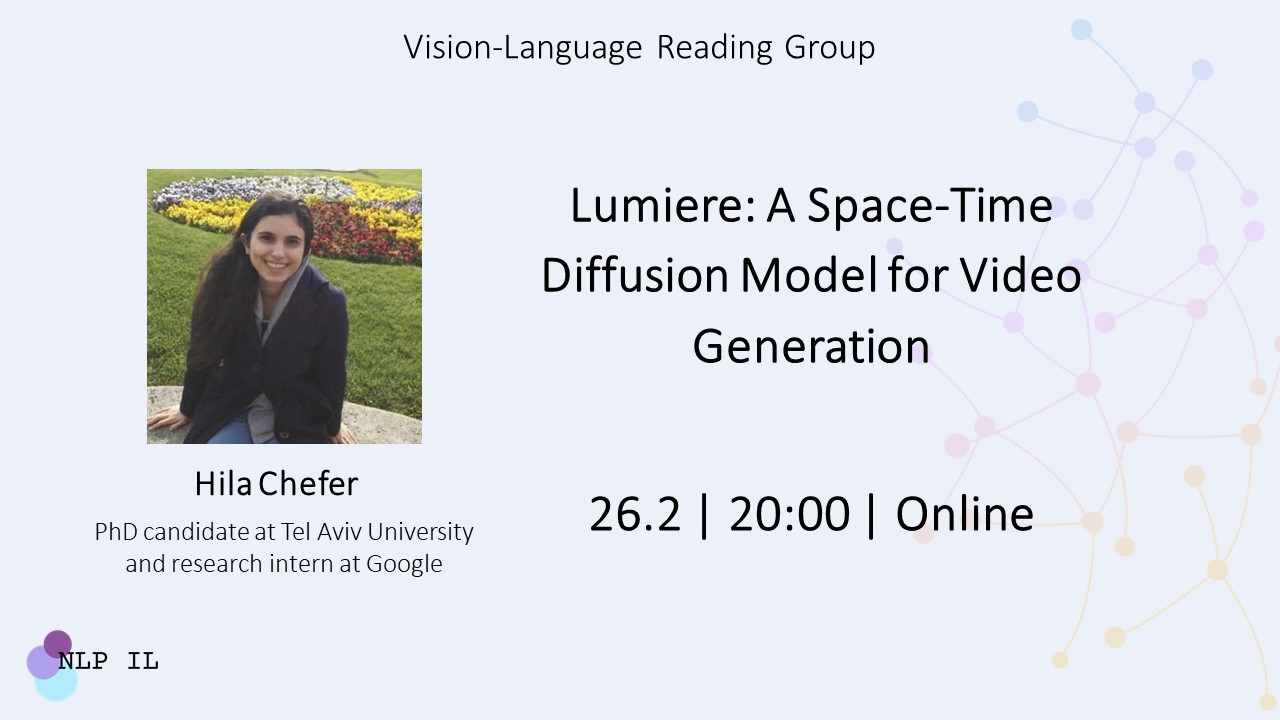 Vision-Language Reading Group
Lumiere: A Space-Time
Diffusion Model for Video
Generation
26.2 | 20:00 | Online
Hila Chefer
PhD candidate at Tel Aviv University
and research intern at Google
NLP IL